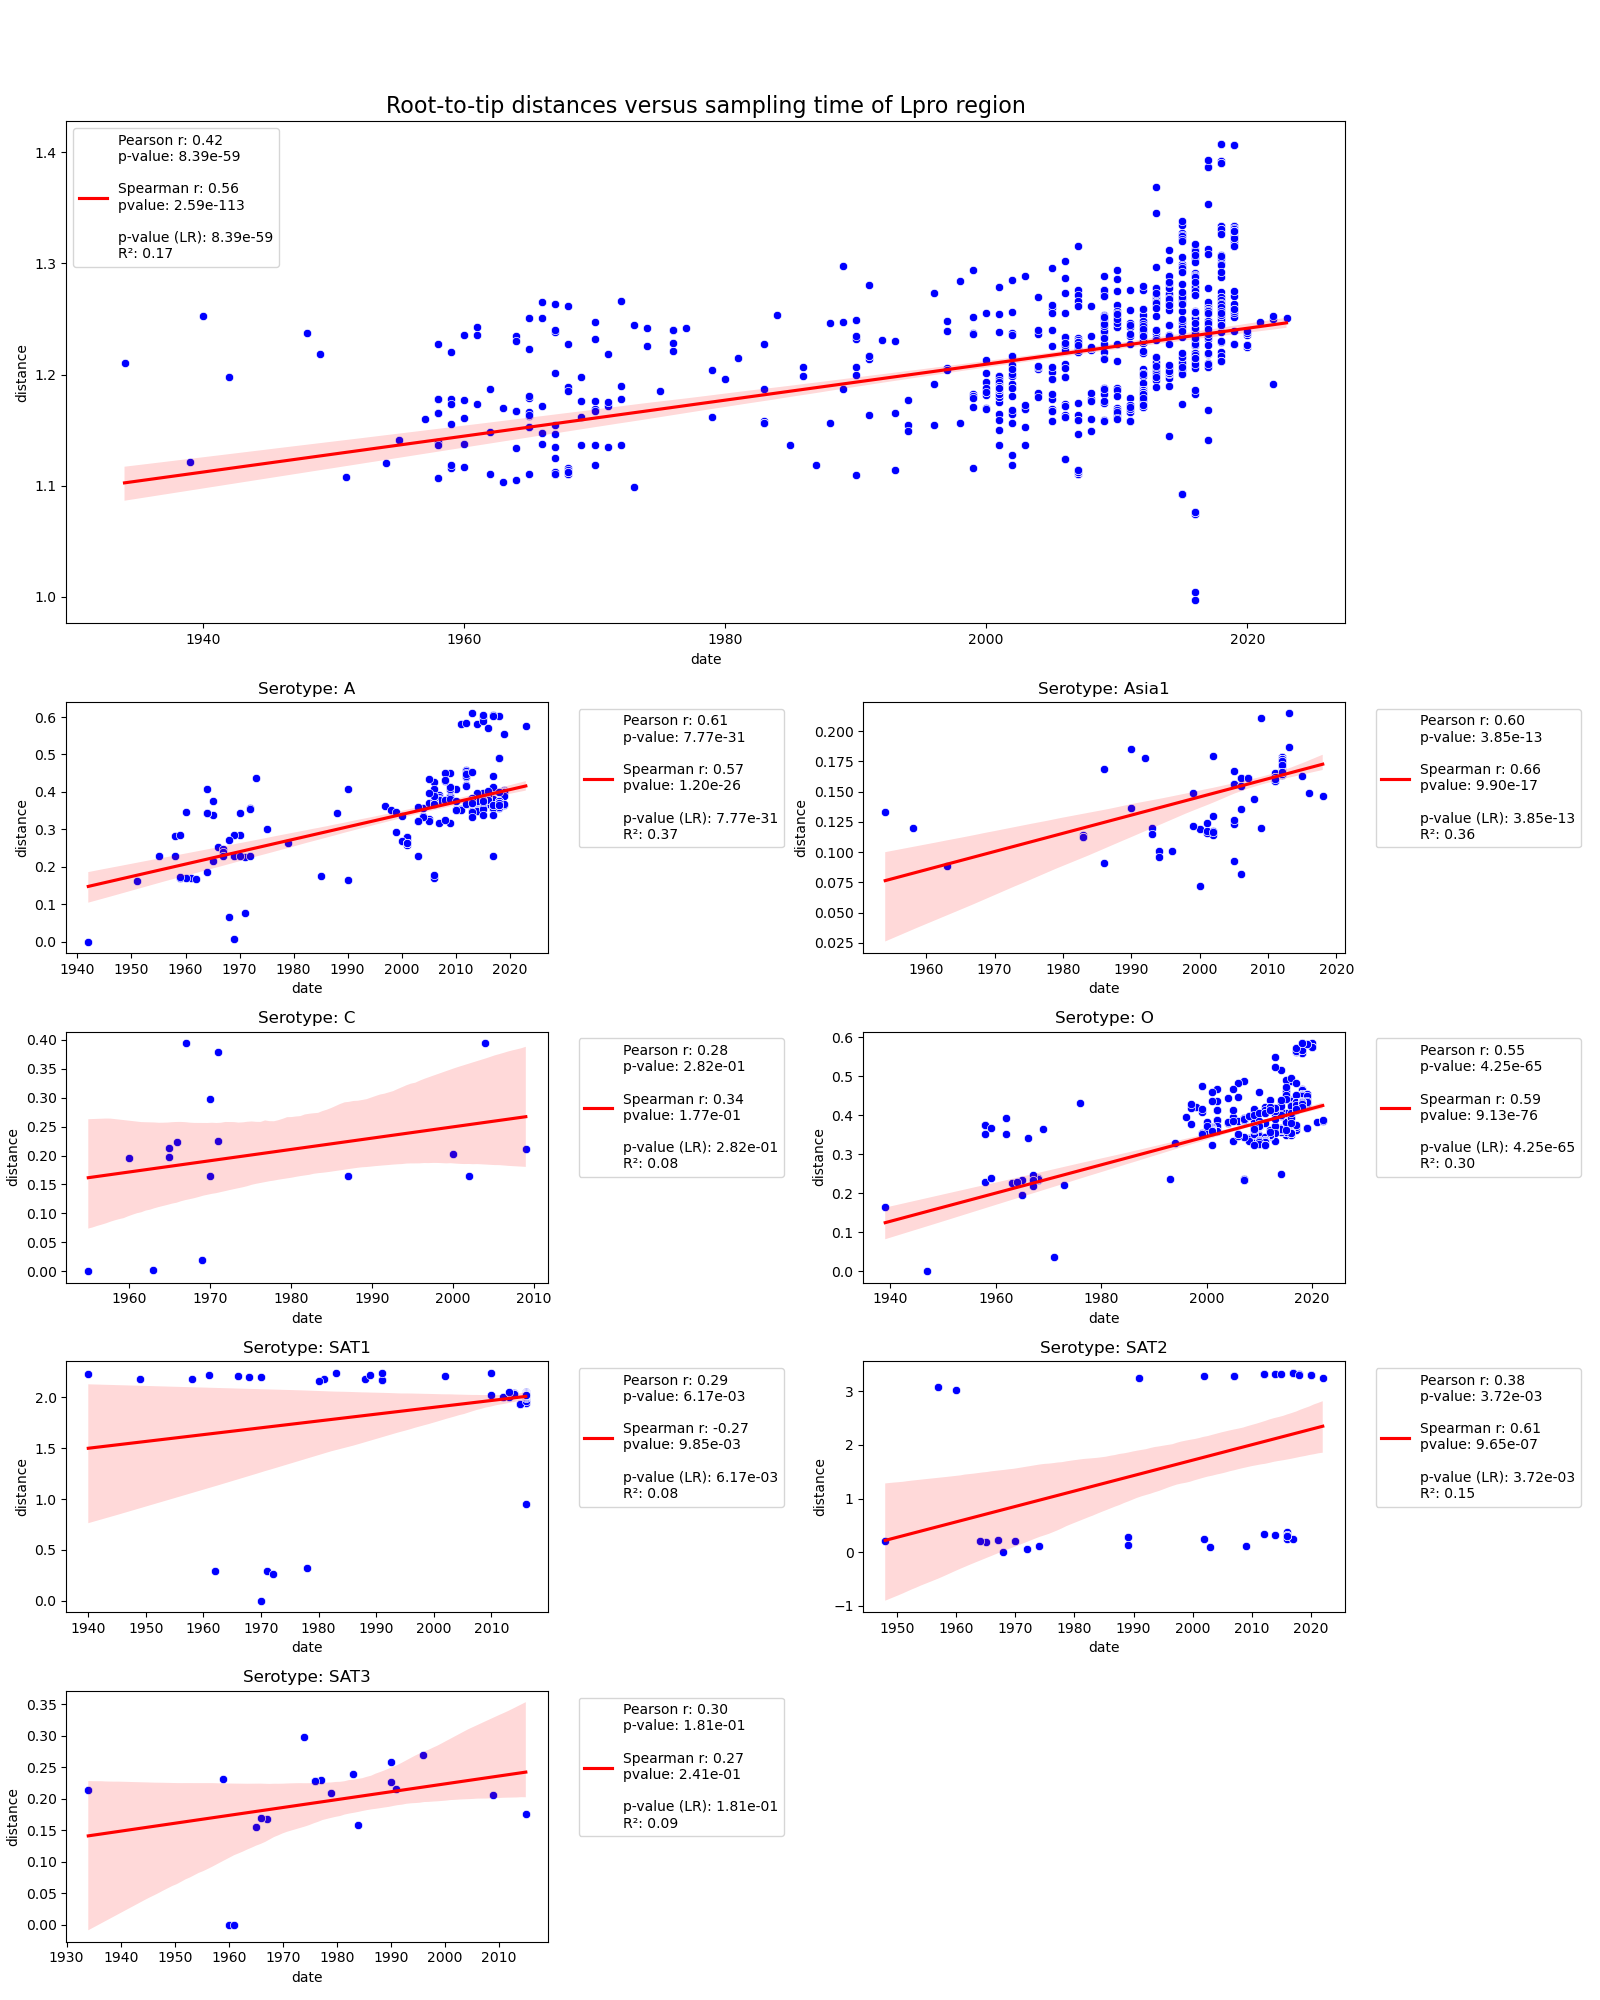 Root-to-tip distances versus sampling time of Lpro region
Pearson r: 0.42
p-value: 8.39e-59
Spearman r: 0.56
pvalue: 2.59e-113
p-value (LR): 8.39e-59
R²: 0.17
distance
1.4
1.3
1.2
1.1
1.0
1940 1960 1980 2000 2020
date
Serotype: A
distance
0.6
0.5
0.4
0.3
0.2
0.1
0.0
1940 1950 1960 1970 1980 1990 2000 2010 2020
date
Pearson r: 0.61
p-value: 7.77e-31
Spearman r: 0.57
pvalue: 1.20e-26
p-value (LR): 7.77e-31
R²: 0.37
Serotype: Asia1
distance
0.200
0.175
0.150
0.125
0.100
0.075
0.050
0.025
1960 1970 1980 1990 2000 2010 2020
date
Pearson r: 0.60
p-value: 3.85e-13
Spearman r: 0.66
pvalue: 9.90e-17
p-value (LR): 3.85e-13
R²: 0.36
Serotype: C
distance
0.40
0.35
0.30
0.25
0.20
0.15
0.10
0.05
0.00
1960 1970 1980 1990 2000 2010
date
Pearson r: 0.28
p-value: 2.82e-01
Spearman r: 0.34
pvalue: 1.77e-01
p-value (LR): 2.82e-01
R²: 0.08
Serotype: O
distance
0.6
0.5
0.4
0.3
0.2
0.1
0.0
1940 1960 1980 2000 2020
date
Pearson r: 0.55
p-value: 4.25e-65
Spearman r: 0.59
pvalue: 9.13e-76
p-value (LR): 4.25e-65
R²: 0.30
Serotype: SAT1
distance
2.0
1.5
1.0
0.5
0.0
1940 1950 1960 1970 1980 1990 2000 2010
date
Pearson r: 0.29
p-value: 6.17e-03
Spearman r: -0.27
pvalue: 9.85e-03
p-value (LR): 6.17e-03
R²: 0.08
Serotype: SAT2
distance
3
2
1
0
−1
1950 1960 1970 1980 1990 2000 2010 2020
date
Pearson r: 0.38
p-value: 3.72e-03
Spearman r: 0.61
pvalue: 9.65e-07
p-value (LR): 3.72e-03
R²: 0.15
Serotype: SAT3
distance
0.35
0.30
0.25
0.20
0.15
0.10
0.05
0.00
1930 1940 1950 1960 1970 1980 1990 2000 2010
date
Pearson r: 0.30
p-value: 1.81e-01
Spearman r: 0.27
pvalue: 2.41e-01
p-value (LR): 1.81e-01
R²: 0.09